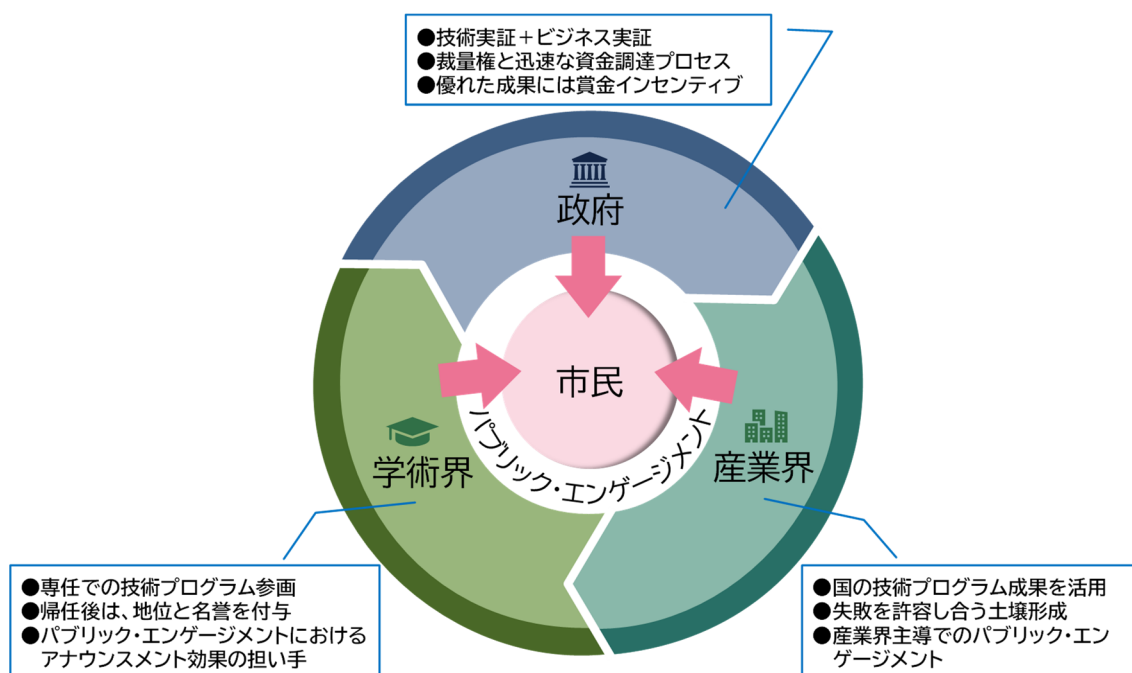 ●技術実証＋ビジネス実証
●裁量権と迅速な資金調達プロセス
●優れた成果には賞金インセンティブ
政府
市民
パブリック・エンゲージメント
学術界
産業界
●専任での技術プログラム参画
●帰任後は、地位と名誉を付与
●パブリック・エンゲージメントにおける
アナウンスメント効果の担い手
●国の技術プログラム成果を活用
●失敗を許容し合う土壌形成
●産業界主導でのパブリック・エン
ゲージメント